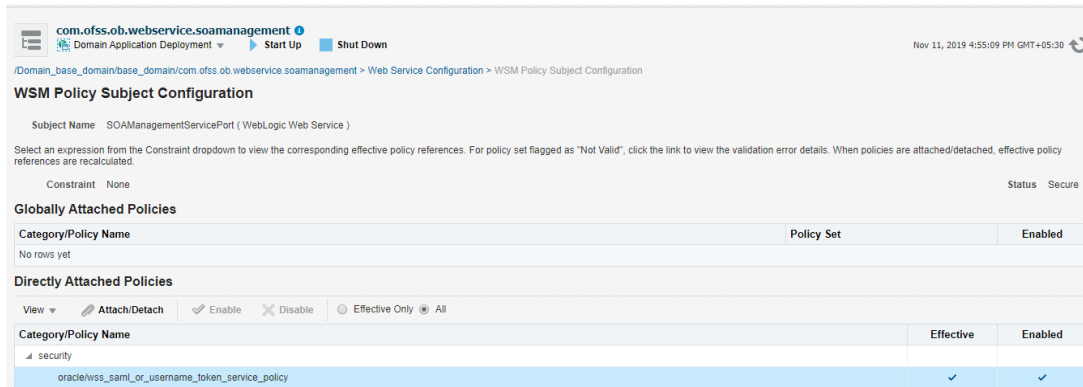 com.ofss.ob.webservice.soamanagement
Domain Application Deployment Start Up Shut Down Nov 11, 2019 4:55:09 PM GMT+05:30
/Domain_base_domain/base_domain/com.ofss.ob.webservice.soamanagement > Web Service Configuration > WSM Policy Subject Configuration
WSM Policy Subject Configuration
Subject Name SOAManagementServicePort ( WebLogic Web Service )
Select an expression from the Constraint dropdown to view the corresponding effective policy references. For policy set flagged as "Not Valid", click the link to view the validation error details. When policies are attached/detached, effective policy
references are recalculated.
Constraint None Status Secure
Globally Attached Policies
Category/Policy Name Policy Set Enabled
No rows yet
Directly Attached Policies
View Attach/Detach Enable Disable Effective Only All
Category/Policy Name Effective Enabled
security
oracle/wss_saml_or_username_token_service_policy